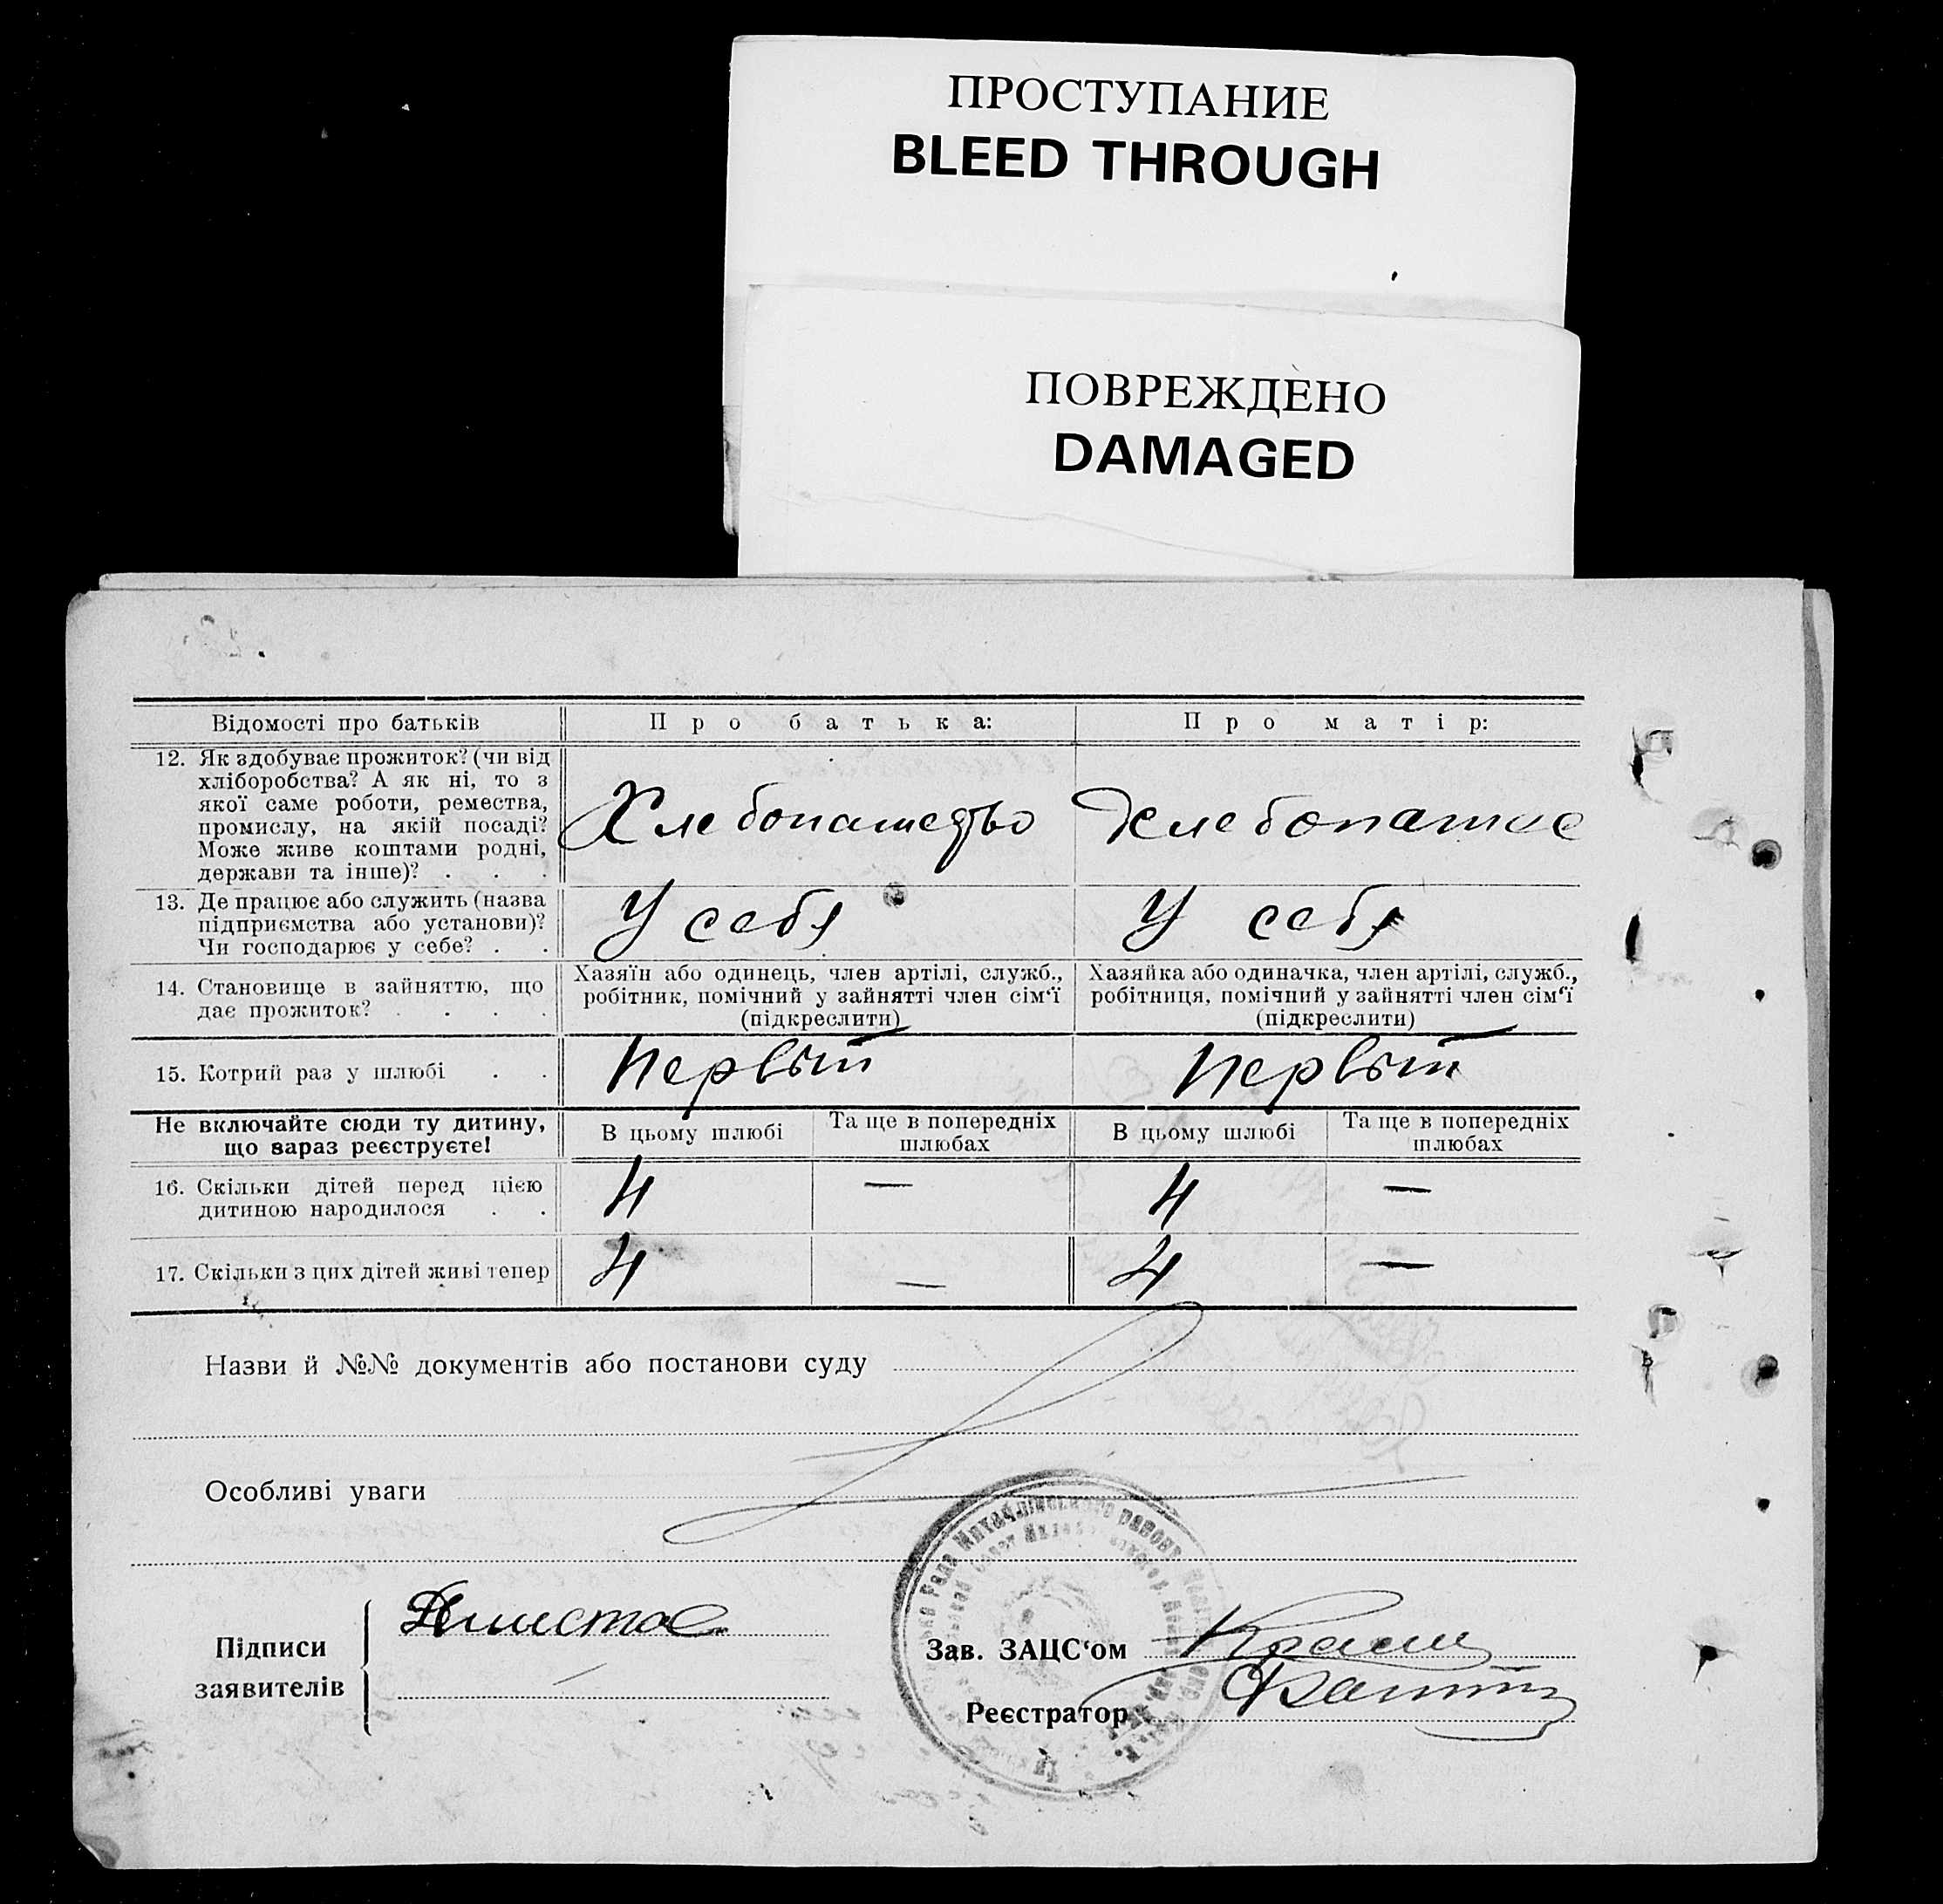 ПРОСТУПАНИЕ
BLEED THROUGH
ПОВРЕЖДЕНО
DAMAGED
Відомості про батьків
Про батька:
Про матір:
12. Як здобуває прожиток? (чи від
хліборобства? А як ні, то з
якої саме роботи, ремества,
промислу, на якій посаді?
Може живе коштами родні,
держави та інше)? . . .
Хлебопашество
Хлебопашес
13. Де працює або служить (назва
підприємства або установи)?
Чи господарює у себе? . .
У себя
У себя
14. Становище в зайняттю, що
дає прожиток? . . . .
Хазяїн або одинець, член артілі, служб.,
робітник, помічний у зайнятті член сім‘ї
(підкреслити)
Хазяйка або одиначка, член артілі, служб.,
робітниця, помічний у зайнятті член сім‘ї
(підкреслити)
15. Котрий раз у шлюбі . .
Первый
Первый
Не включайте сюди ту дитину,
що зараз реєструєте!
В цьому шлюбі
Та ще в попередніх
шлюбах
В цьому шлюбі
Та ще в попередніх
шлюбах
16. Скільки дітей перед цією
дитиною народилося . .
4 — 4 —
17. Скільки з цих дітей живі тепер
4 — 4 —
Назви й №№ документів або постанови суду
Особливі уваги
Підписи
заявителів
Зав. ЗАЦС‘ом
Реєстратор